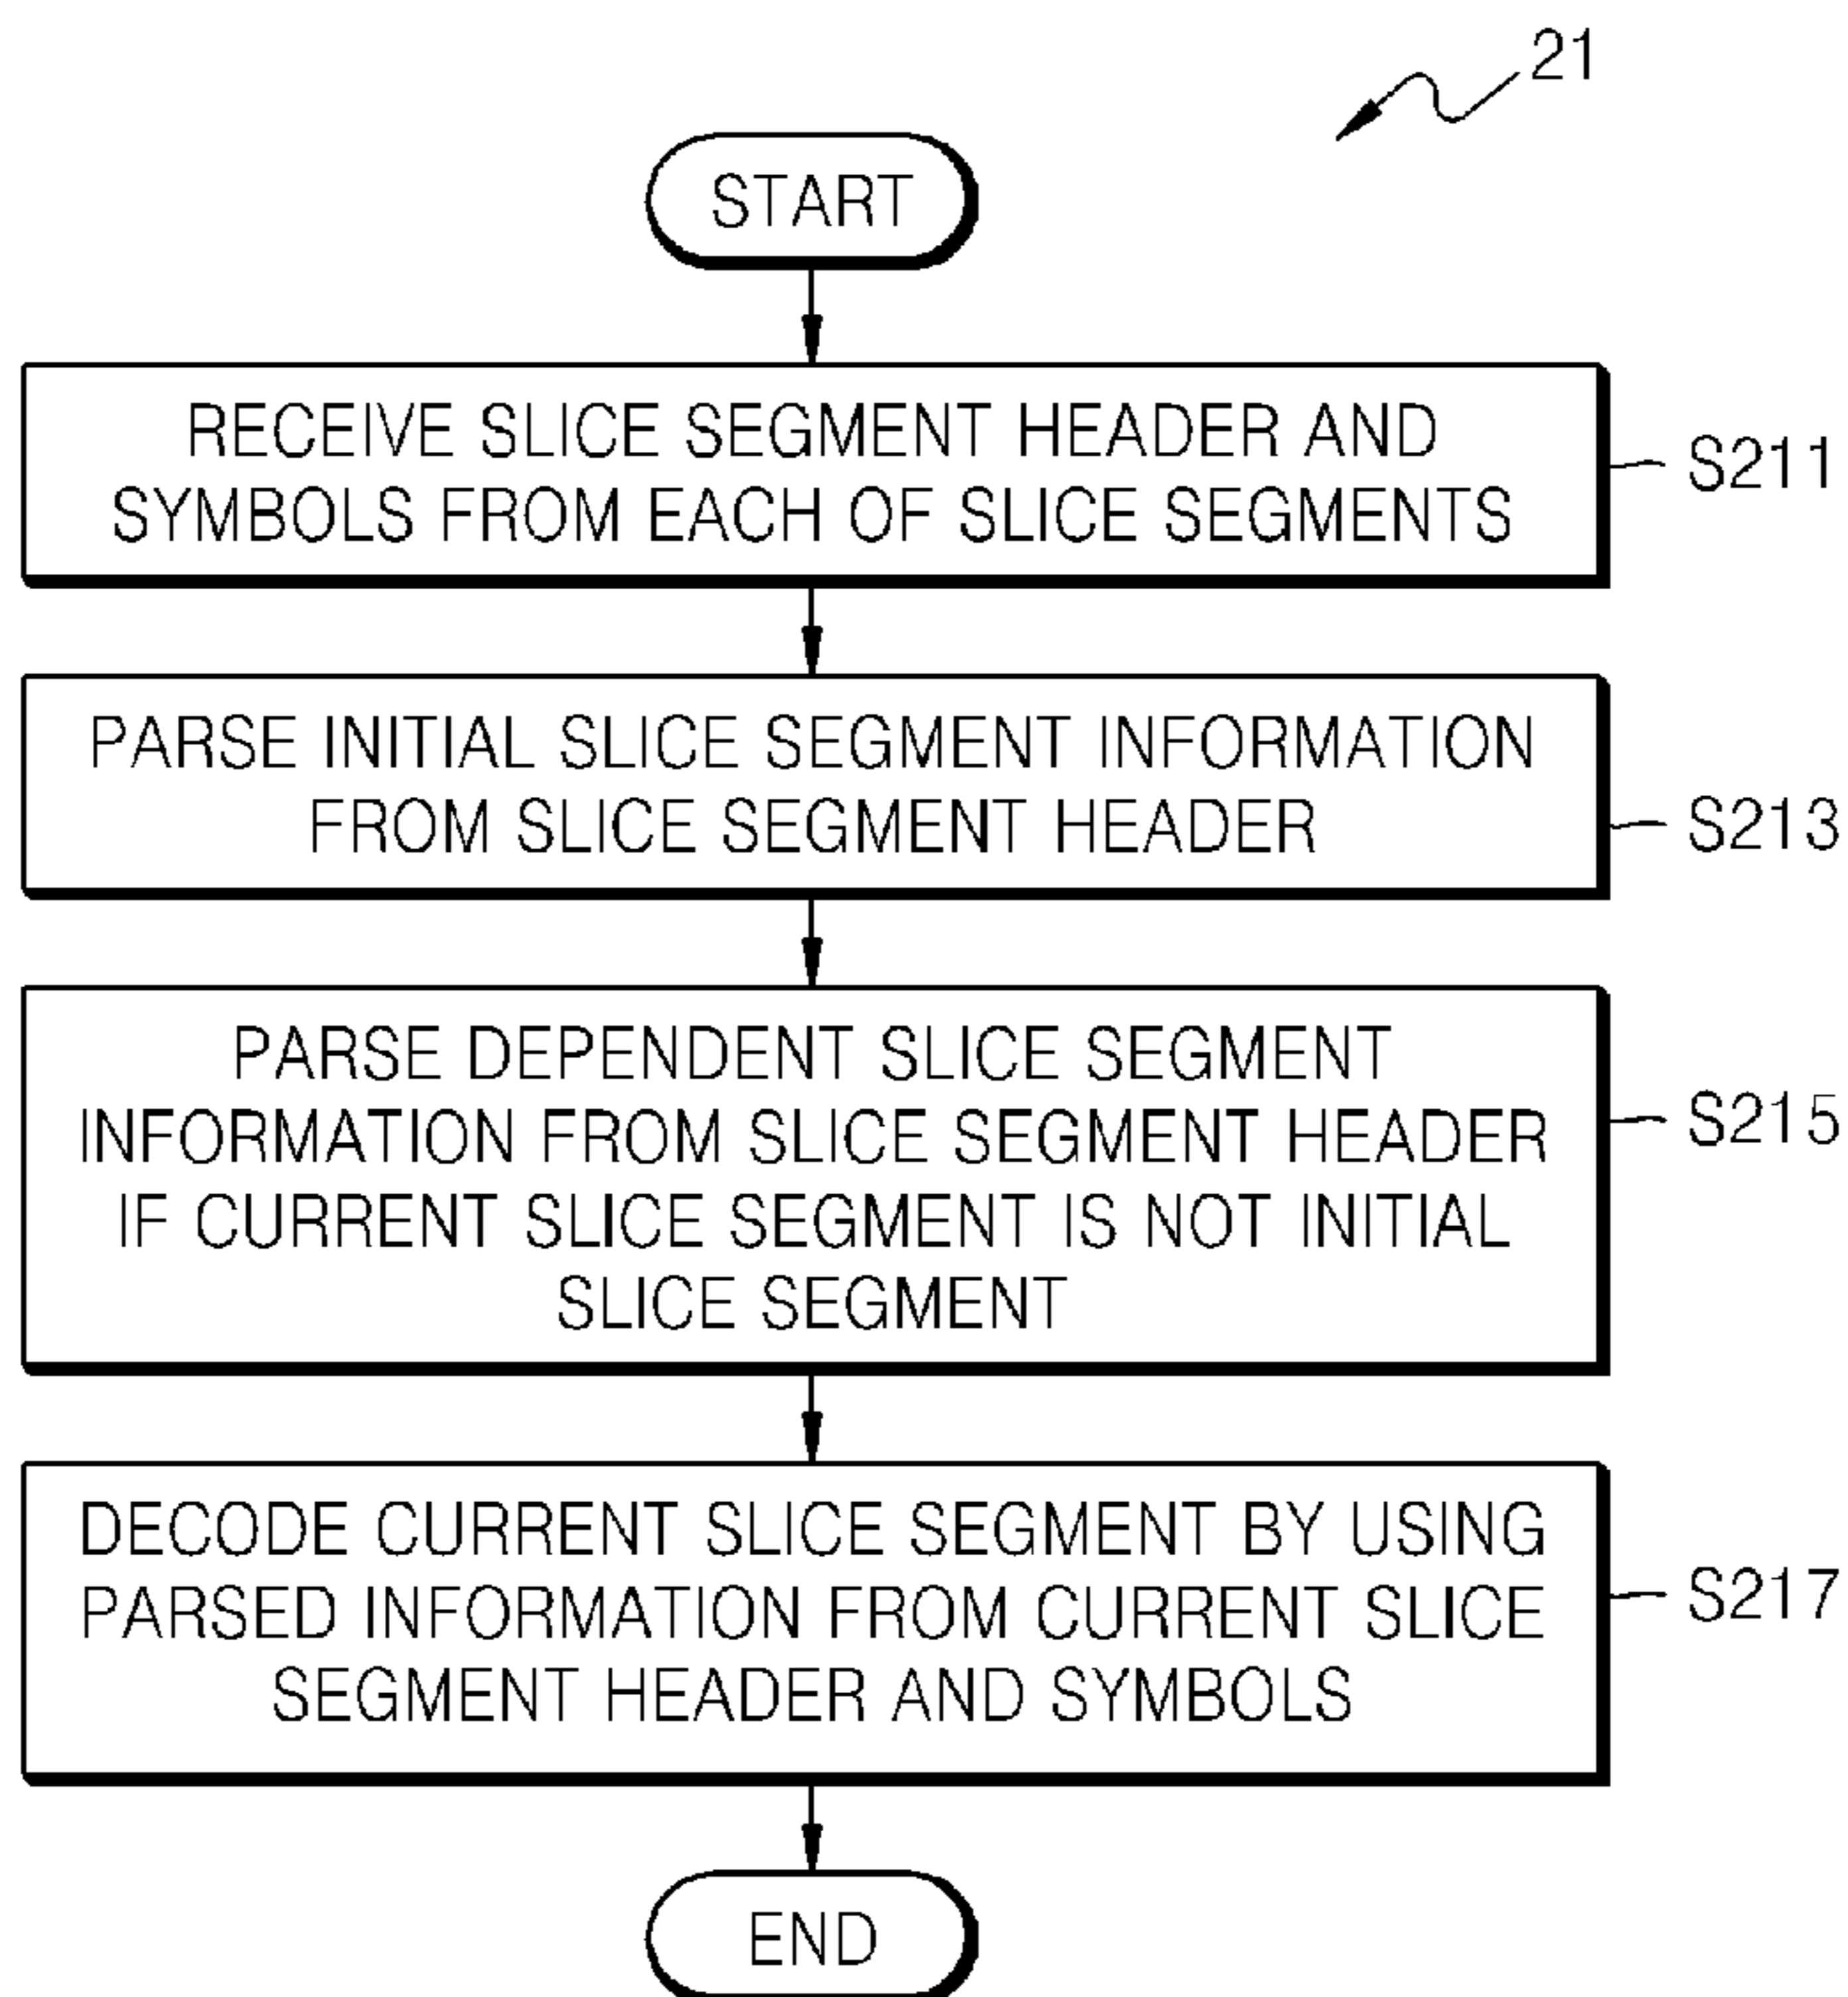 21
START
RECEIVE SLICE SEGMENT HEADER AND
SYMBOLS FROM EACH OF SLICE SEGMENTS
S211
PARSE INITIAL SLICE SEGMENT INFORMATION
FROM SLICE SEGMENT HEADER
S213
PARSE DEPENDENT SLICE SEGMENT
INFORMATION FROM SLICE SEGMENT HEADER
IF CURRENT SLICE SEGMENT IS NOT INITIAL
SLICE SEGMENT
S215
DECODE CURRENT SLICE SEGMENT BY USING
PARSED INFORMATION FROM CURRENT SLICE
SEGMENT HEADER AND SYMBOLS
S217
END